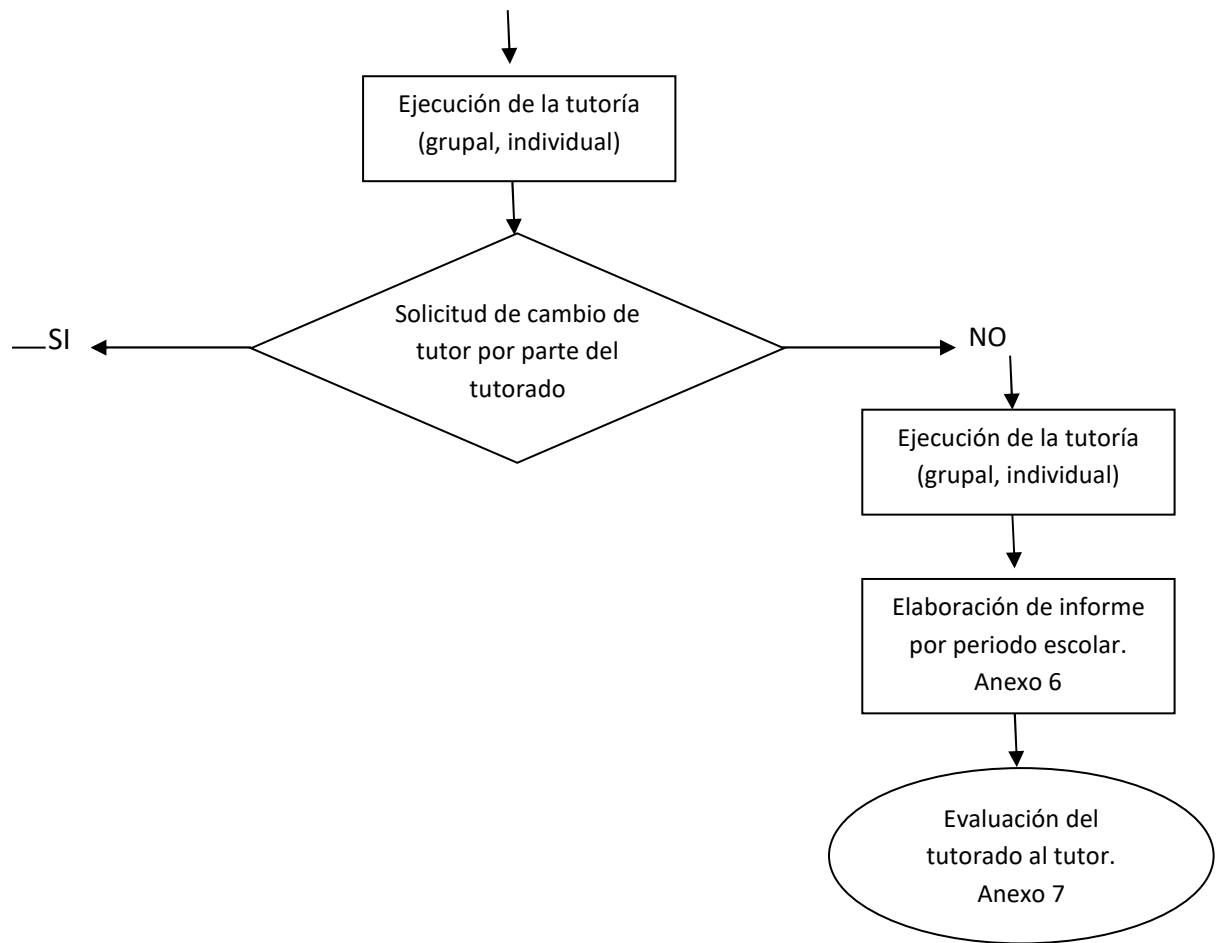 Ejecución de la tutoría
(grupal, individual)
Solicitud de cambio de
tutor por parte del
tutorado
SI
NO
Ejecución de la tutoría
(grupal, individual)
Elaboración de informe
por periodo escolar.
Anexo 6
Evaluación del
tutorado al tutor.
Anexo 7